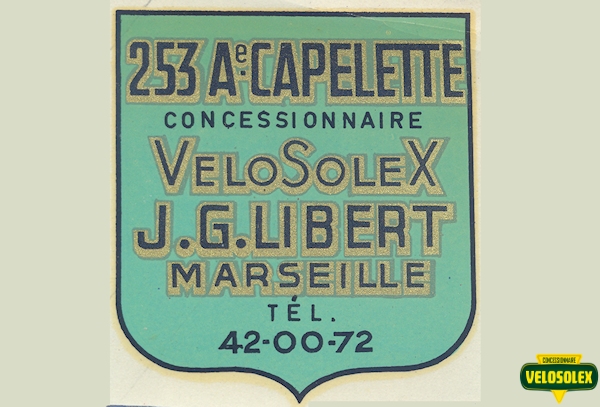 253 Ae. CAPELETTE
CONCESSIONNAIRE
VELOSOLEX
J.G.LIBERT
MARSEILLE
TÉL.
42-00-72
CONCESSIONNAIRE
VELOSOLEX